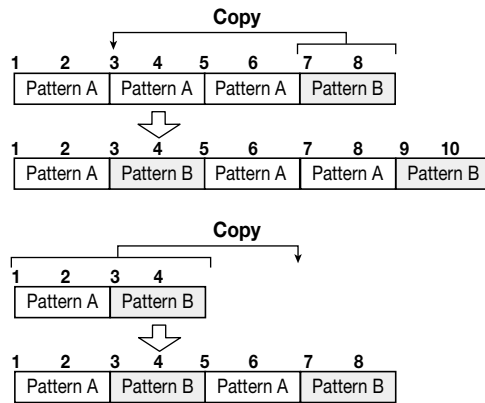 Copy
1 2 3 4 5 6 7 8
Pattern A Pattern A Pattern A Pattern B
1 2 3 4 5 6 7 8 9 10
Pattern A Pattern B Pattern A Pattern A Pattern B
Copy
1 2 3 4
Pattern A Pattern B
1 2 3 4 5 6 7 8
Pattern A Pattern B Pattern A Pattern B